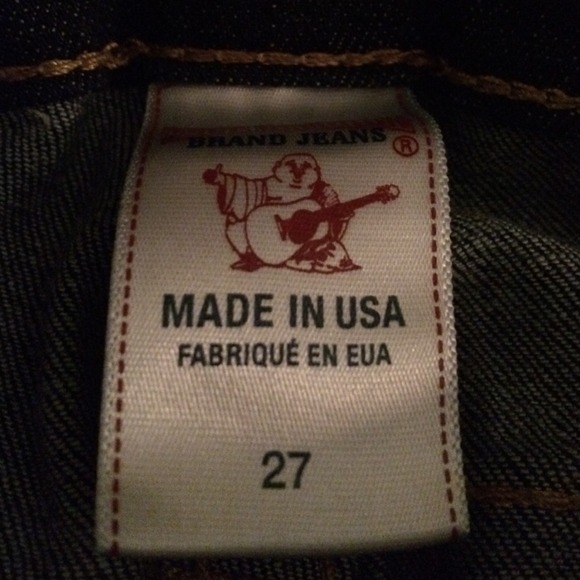 BRAND JEANS ®
MADE IN USA
FABRIQUÉ EN EUA
27